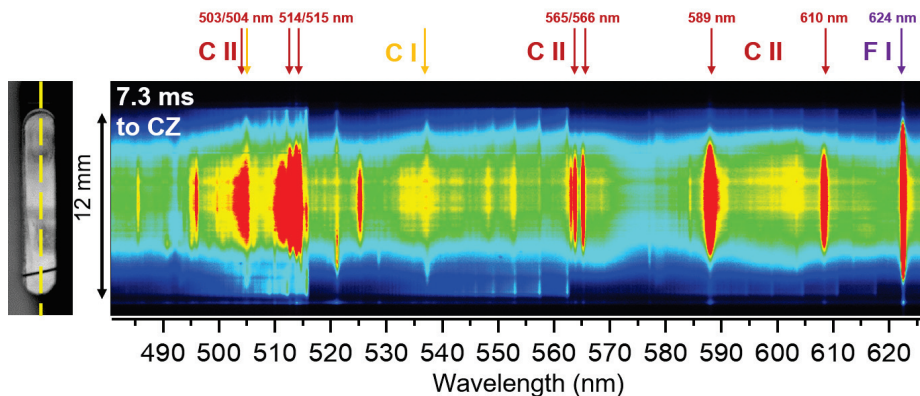 503/504 nm 514/515 nm 565/566 nm 589 nm 610 nm 624 nm
C II C I C II C II F I
7.3 ms
to CZ
12 mm
490 500 510 520 530 540 550 560 570 580 590 600 610 620
Wavelength (nm)